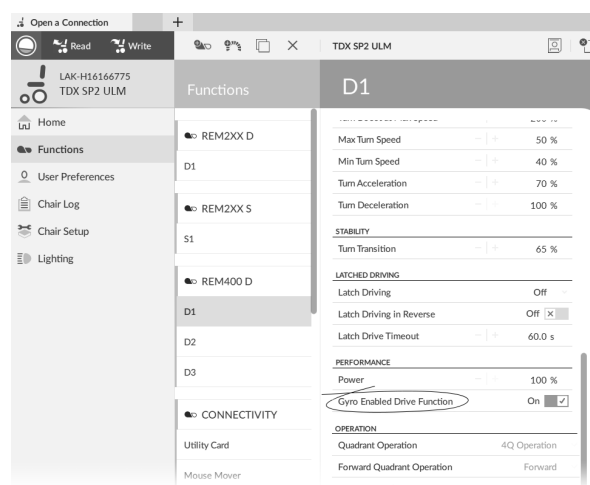 Open a Connection +
Read Write TDX SP2 ULM
LAK-H16166775
TDX SP2 ULM
Home
Functions
User Preferences
Chair Log
Chair Setup
Lighting
Functions
REM2XX D
D1
REM2XX S
S1
REM400 D
D1
D2
D3
CONNECTIVITY
Utility Card
Mouse Mover
D1
Max Turn Speed - + 50 %
Min Turn Speed - + 40 %
Turn Acceleration - + 70 %
Turn Deceleration - + 100 %
STABILITY
Turn Transition - + 65 %
LATCHED DRIVING
Latch Driving Off
Latch Driving in Reverse Off
Latch Drive Timeout - + 60.0 s
PERFORMANCE
Power - + 100 %
Gyro Enabled Drive Function On
OPERATION
Quadrant Operation 4Q Operation
Forward Quadrant Operation Forward